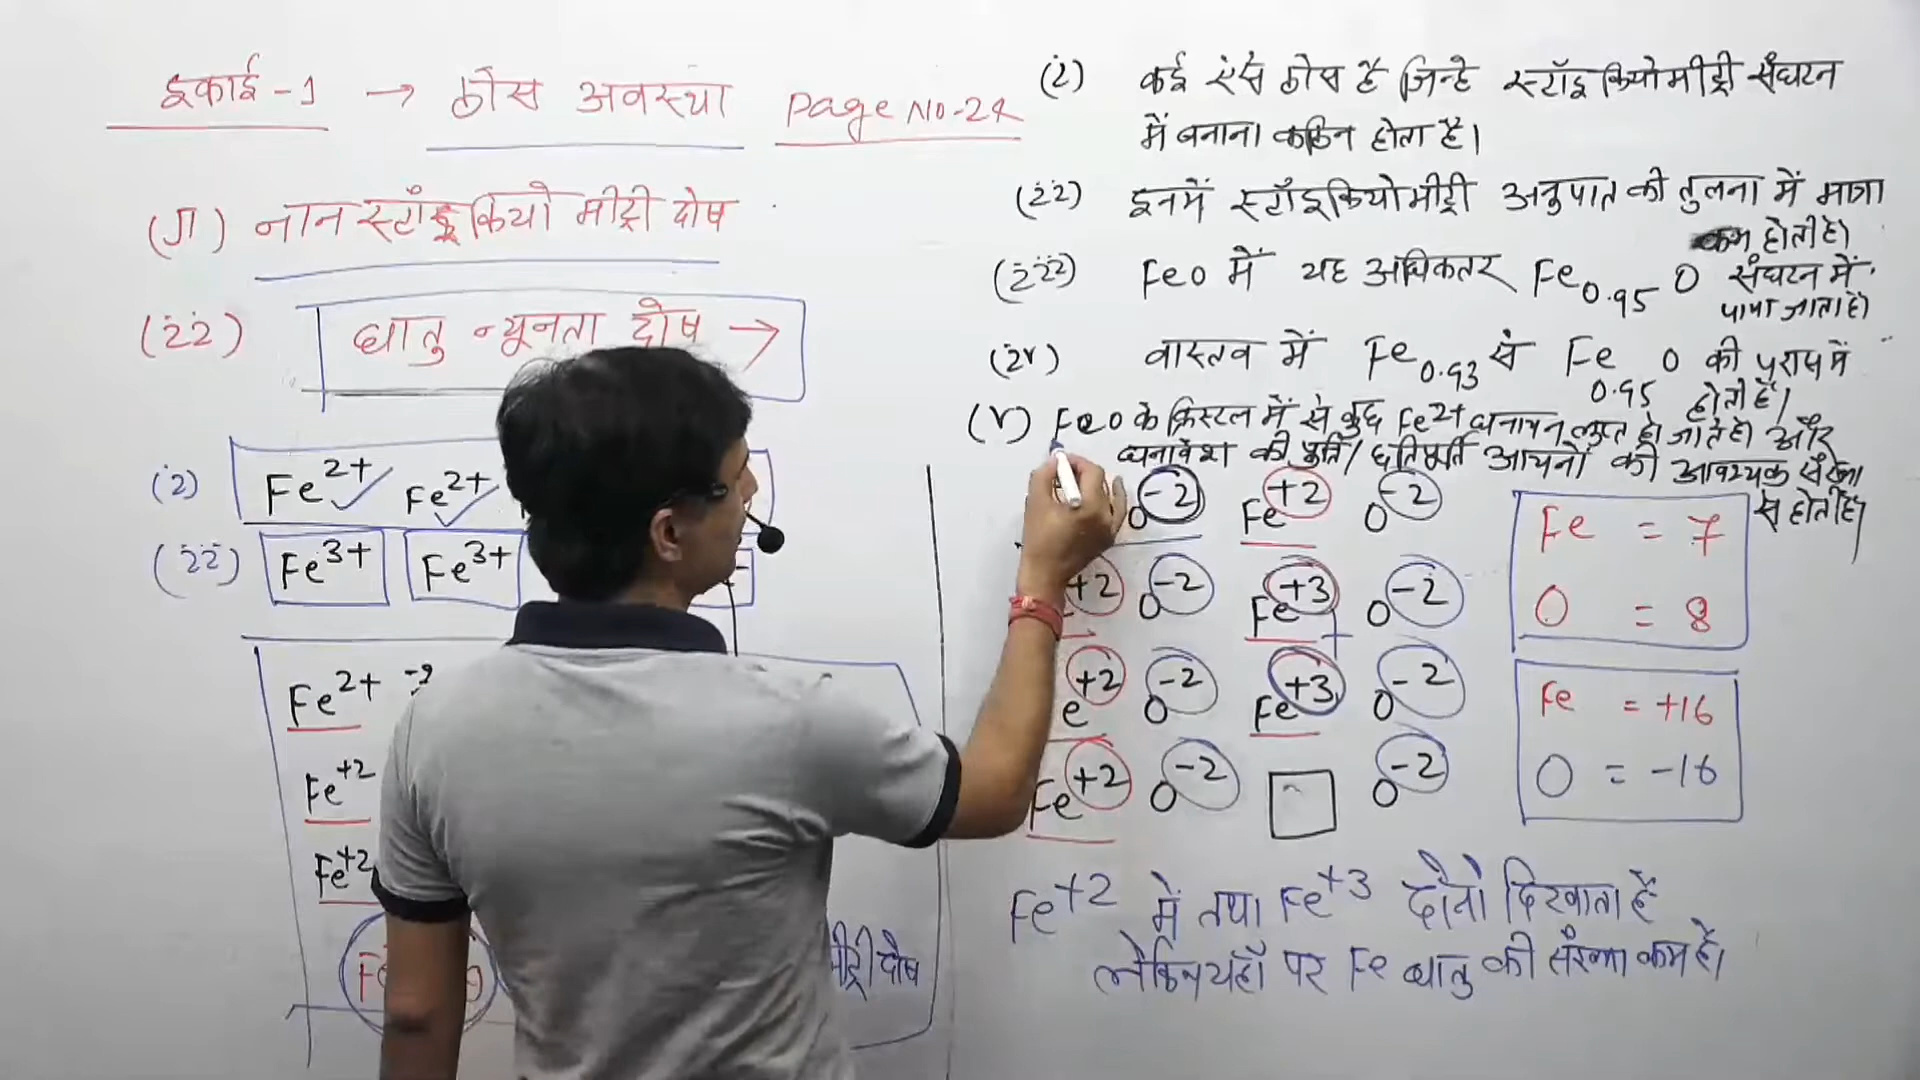 इकाई-1 → ठोस अवस्था Page No-24
(ग) नान स्टॉइकियोमीट्री दोष
(ii) धातु न्यूनता दोष →
(i) Fe2+ Fe2+
(ii) Fe3+ Fe3+
Fe2+ -2
Fe+2
Fe+2
मीट्री दोष
(i) कई ऐसे ठोस है जिन्हे स्टॉइकियोमीट्री संघटन
में बनाना कठिन होता है।
(ii) इनमें स्टॉइकियोमीट्री अनुपात की तुलना में मात्रा
कम होती है।
(iii) FeO में यह अधिकतर Fe0.95 O संघटन में
पाया जाता है।
(iv) वास्तव में Fe0.93 से Fe0.95 O की परास में
होती है।
(v) FeO के क्रिस्टल में से कुछ Fe2+ धनायन लुप्त हो जाते है। और
धनावेश की पूर्ति / क्षतिपूर्ति आयनों की आवश्यक संख्या
से होती है।
O-2 Fe+2 O-2
+2 O-2 Fe+3 O-2
e+2 O-2 Fe+3 O-2
Fe+2 O-2 O-2
Fe = 7
O = 8
Fe = +16
O = -16
Fe+2 में तथा Fe+3 दोनो दिखाता है
लेकिन यहाँ पर Fe धातु की संख्या कम है।